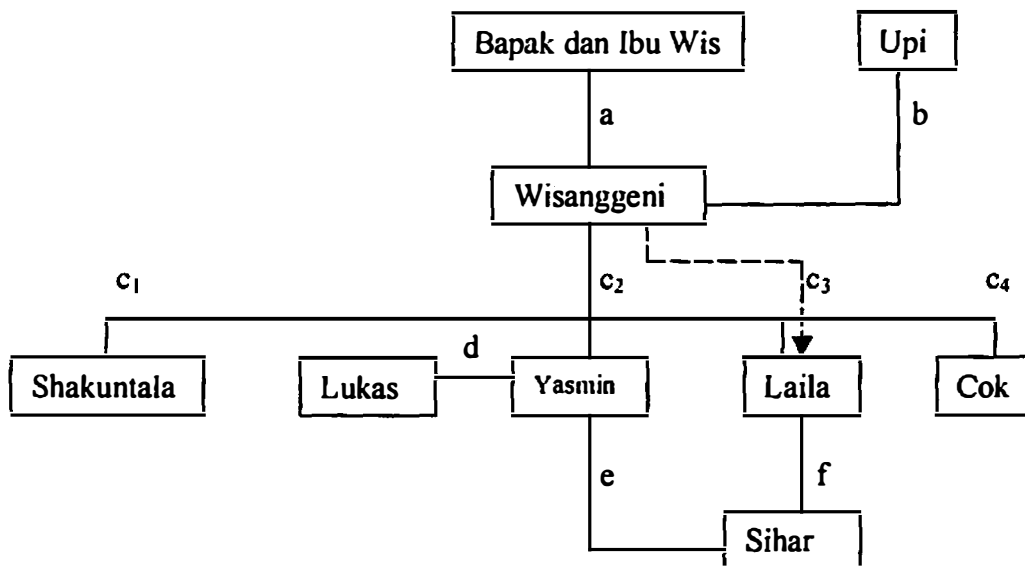 Bapak dan Ibu Wis
Upi
a
b
Wisanggeni
c1
c2
c3
c4
d
Shakuntala
Lukas
Yasmin
Laila
Cok
e
f
Sihar